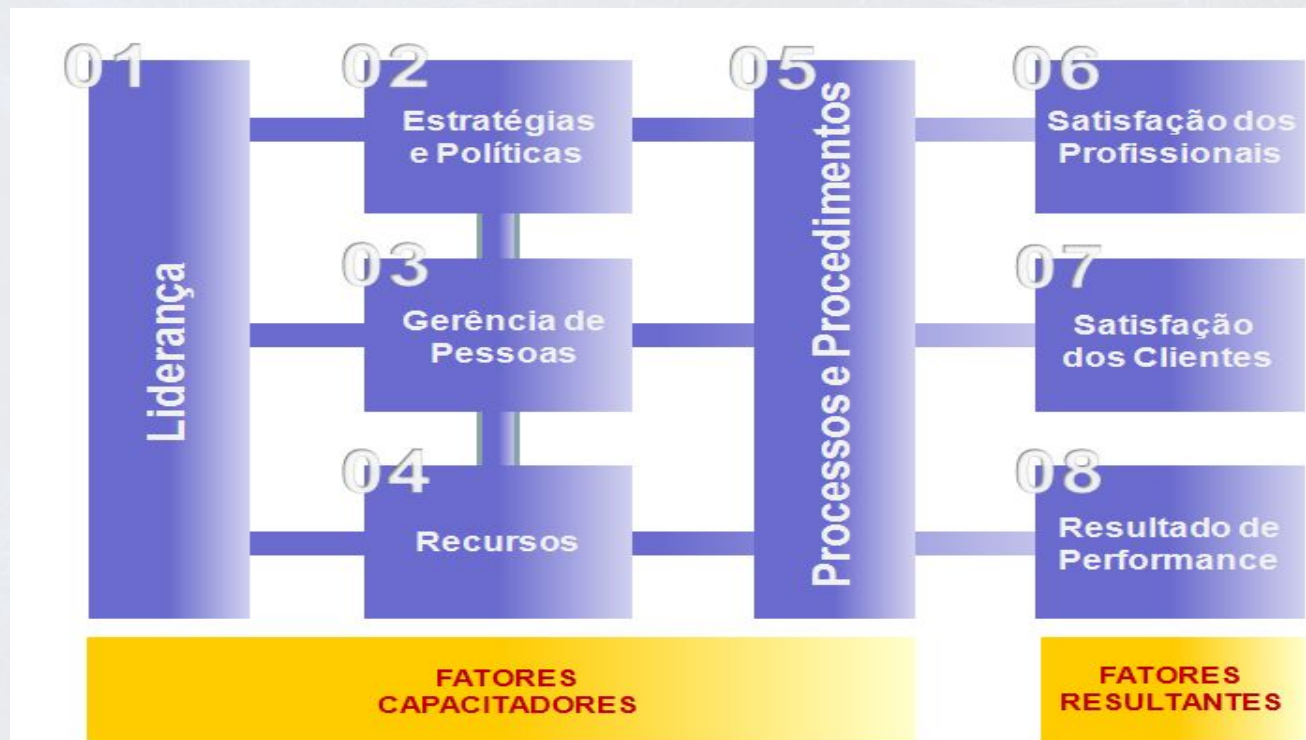 01
Liderança
02
Estratégias
e Políticas
03
Gerência de
Pessoas
04
Recursos
05
Processos e Procedimentos
06
Satisfação dos
Profissionais
07
Satisfação
dos Clientes
08
Resultado de
Performance
FATORES
CAPACITADORES
FATORES
RESULTANTES